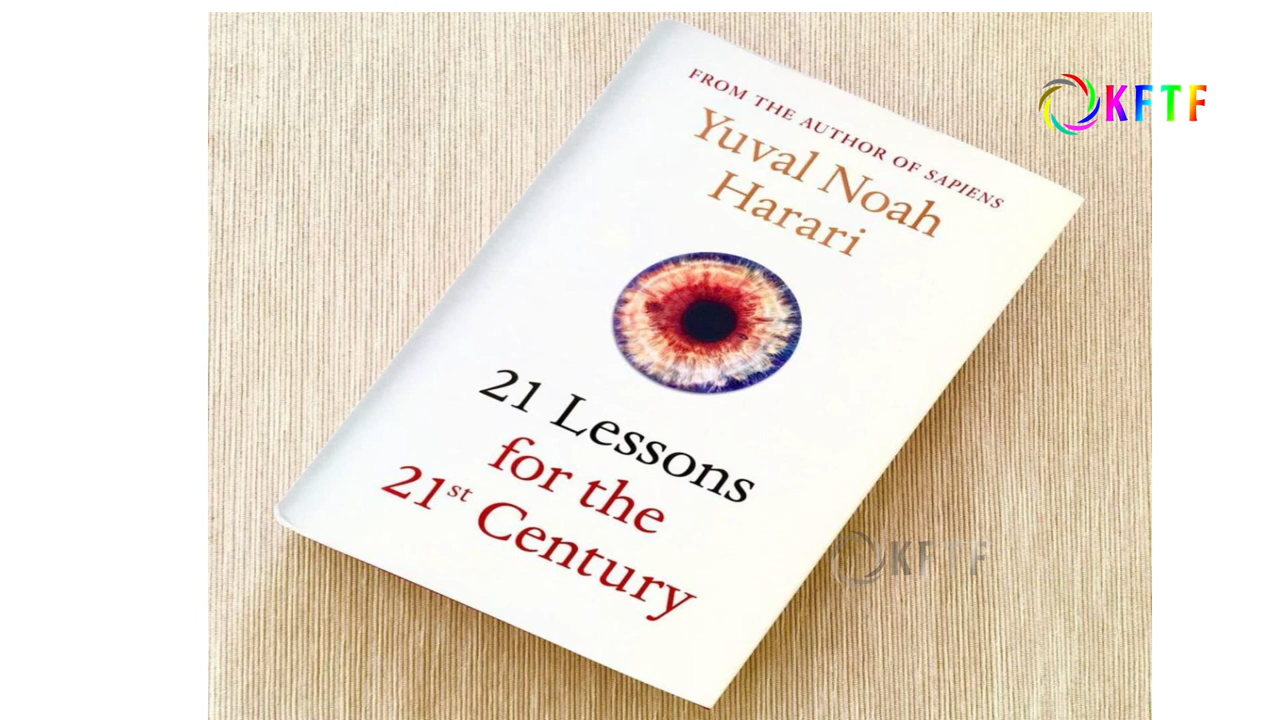 FROM THE AUTHOR OF SAPIENS
Yuval Noah
Harari
21 Lessons
for the
21st Century
KFTF
KFTF